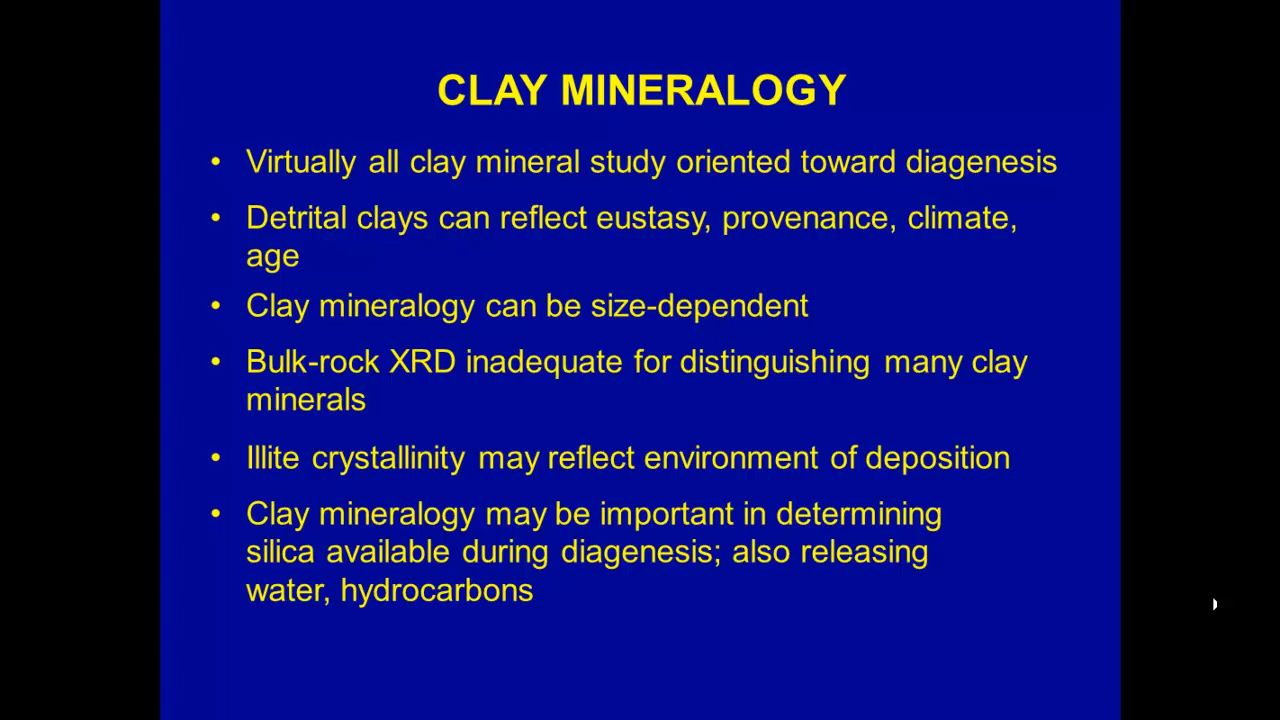 CLAY MINERALOGY
• Virtually all clay mineral study oriented toward diagenesis
• Detrital clays can reflect eustasy, provenance, climate,
age
• Clay mineralogy can be size-dependent
• Bulk-rock XRD inadequate for distinguishing many clay
minerals
• Illite crystallinity may reflect environment of deposition
• Clay mineralogy may be important in determining
silica available during diagenesis; also releasing
water, hydrocarbons